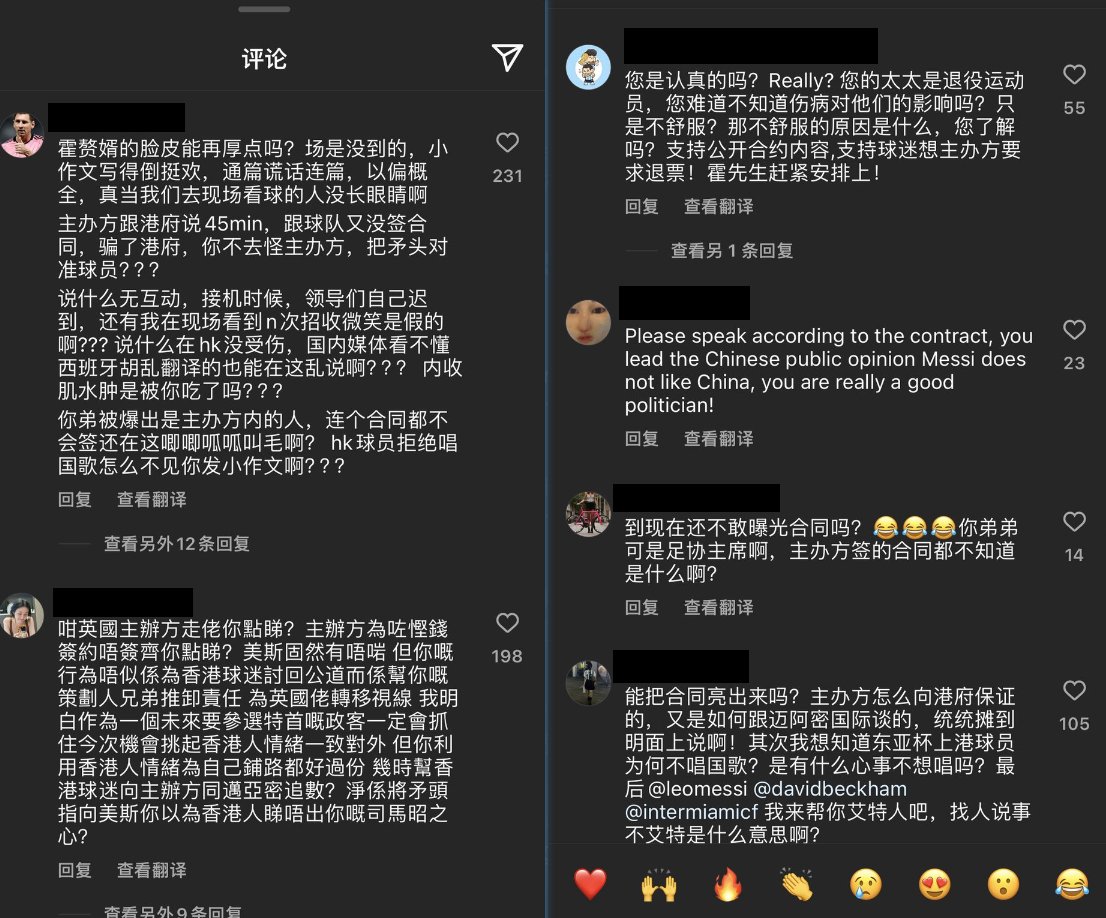 评论
霍赘婿的脸皮能再厚点吗？场是没到的，小
作文写得倒挺欢，通篇谎话连篇，以偏概
全，真当我们去现场看球的人没长眼睛啊
主办方跟港府说45min，跟球队又没签合
同，骗了港府，你不去怪主办方，把矛头对
准球员???
说什么无互动，接机时候，领导们自己迟
到，还有我在现场看到n次招收微笑是假的
啊??? 说什么在hk没受伤，国内媒体看不懂
西班牙胡乱翻译的也能在这乱说啊??? 内收
肌水肿是被你吃了吗???
你弟被爆出是主办方内的人，连个合同都不
会签还在这唧唧呱呱叫毛啊？ hk球员拒绝唱
国歌怎么不见你发小作文啊???
回复 查看翻译
231
查看另外12条回复
咁英國主辦方走佬你點睇？主辦方為咗慳錢
簽約唔簽齊你點睇？美斯固然有唔啱 但你嘅
行為唔似係為香港球迷討回公道而係幫你嘅
策劃人兄弟推卸責任 為英國佬轉移視線 我明
白作為一個未來要參選特首嘅政客一定會抓
住今次機會挑起香港人情緒一致對外 但你利
用香港人情緒為自己鋪路都好過份 幾時幫香
港球迷向主辦方同邁亞密追數？淨係將矛頭
指向美斯你以為香港人睇唔出你嘅司馬昭之
心？
回复 查看翻译
198
查看另外9条回复
您是认真的吗？Really? 您的太太是退役运动
员，您难道不知道伤病对他们的影响吗？只
是不舒服？那不舒服的原因是什么，您了解
吗？支持公开合约内容,支持球迷想主办方要
求退票！霍先生赶紧安排上！
回复 查看翻译
55
查看另1条回复
Please speak according to the contract, you
lead the Chinese public opinion Messi does
not like China, you are really a good
politician!
回复 查看翻译
23
到现在还不敢曝光合同吗？😂😂😂你弟弟
可是足协主席啊，主办方签的合同都不知道
是什么啊？
回复 查看翻译
14
能把合同亮出来吗？主办方怎么向港府保证
的，又是如何跟迈阿密国际谈的，统统摊到
明面上说啊！其次我想知道东亚杯上港球员
为何不唱国歌？是有什么心事不想唱吗？最
后@leomessi @davidbeckham
@intermiamicf 我来帮你艾特人吧，找人说事
不艾特是什么意思啊？
105